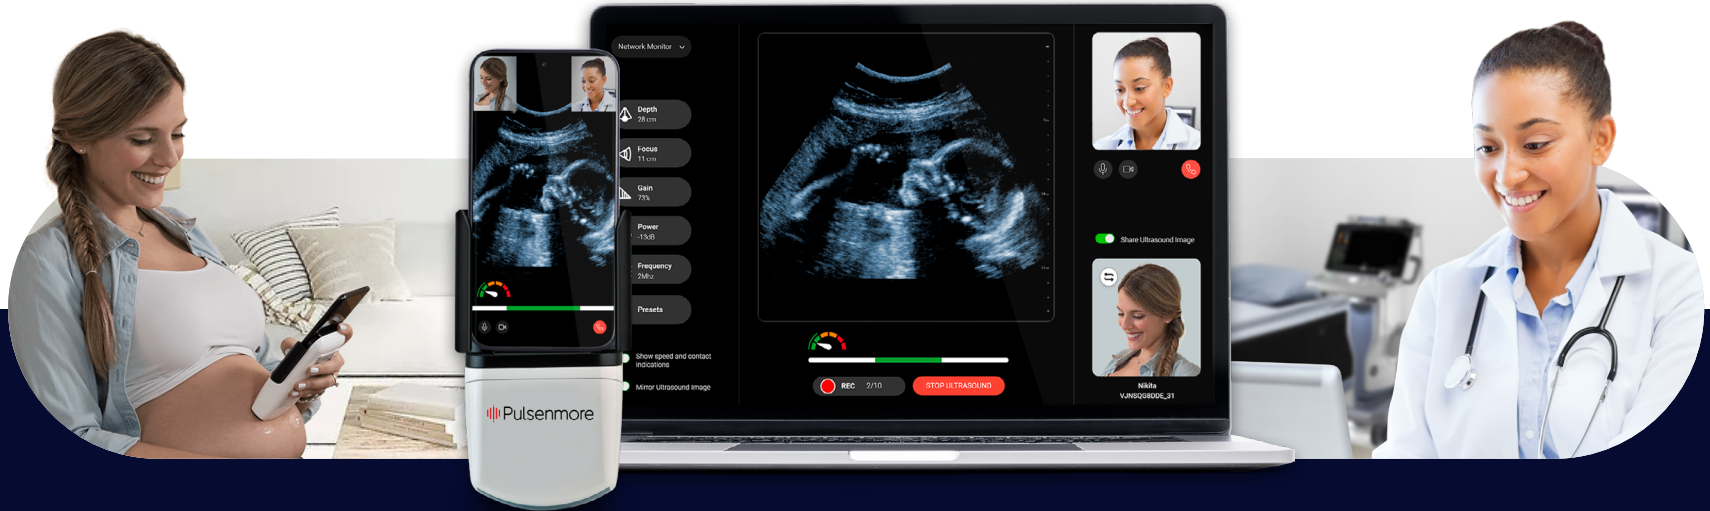 Network Monitor
Depth
28 cm
Focus
11 cm
Gain
73%
Power
-13dB
Frequency
2Mhz
Presets
Show speed and contact
indications
Mirror Ultrasound Image
REC 2/10
STOP ULTRASOUND
Share Ultrasound Image
Nikita
VJNSQG8DDE_31
Pulsenmore